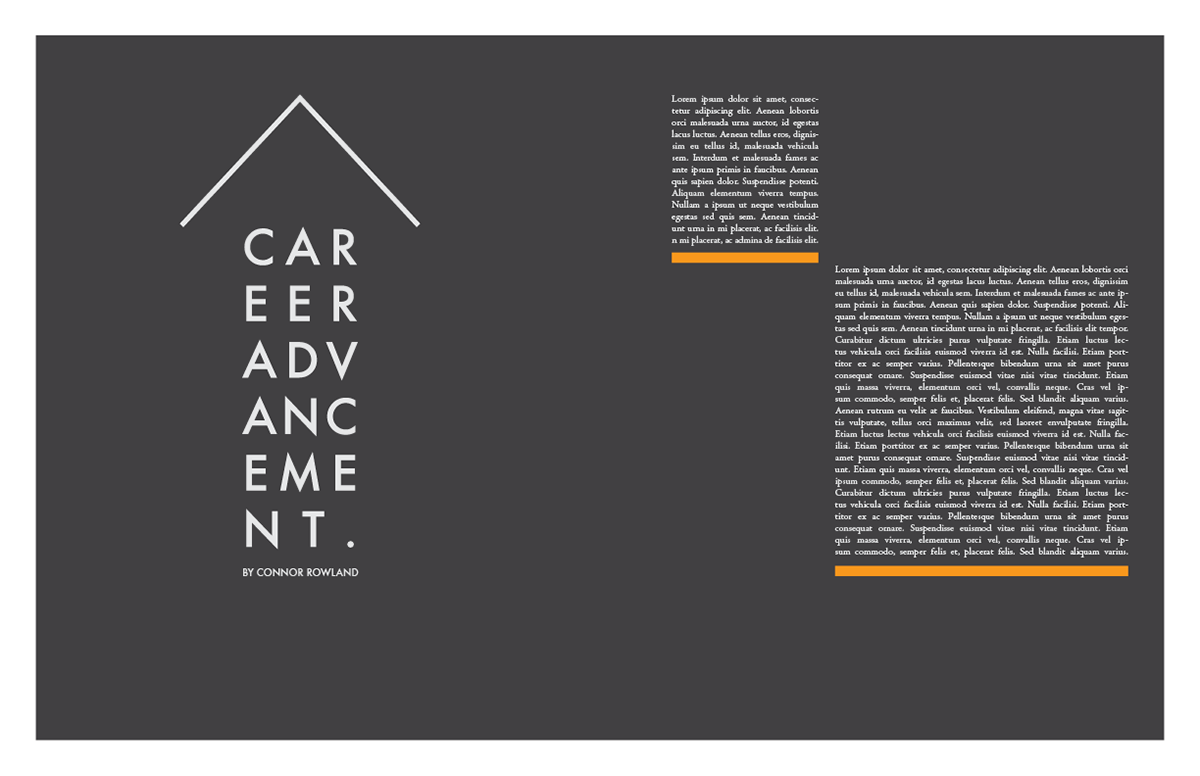 CAR
EER
ADV
ANC
EME
NT.
BY CONNOR ROWLAND
Lorem ipsum dolor sit amet, consec-
tetur adipiscing elit. Aenean lobortis
orci malesuada urna auctor, id egestas
lacus luctus. Aenean tellus eros, dignis-
sim eu tellus id, malesuada vehicula
sem. Interdum et malesuada fames ac
ante ipsum primis in faucibus. Aenean
quis sapien dolor. Suspendisse potenti.
Aliquam elementum viverra tempus.
Nullam a ipsum ut neque vestibulum
egestas sed quis sem. Aenean tincid-
unt urna in mi placerat, ac facilisis elit.
n mi placerat, ac admina de facilisis elit.
Lorem ipsum dolor sit amet, consectetur adipiscing elit. Aenean lobortis orci
malesuada urna auctor, id egestas lacus luctus. Aenean tellus eros, dignissim
eu tellus id, malesuada vehicula sem. Interdum et malesuada fames ac ante ip-
sum primis in faucibus. Aenean quis sapien dolor. Suspendisse potenti. Ali-
quam elementum viverra tempus. Nullam a ipsum ut neque vestibulum eges-
tas sed quis sem. Aenean tincidunt urna in mi placerat, ac facilisis elit tempor.
Curabitur dictum ultricies purus vulputate fringilla. Etiam luctus lec-
tus vehicula orci facilisis euismod viverra id est. Nulla facilisi. Etiam port-
titor ex ac semper varius. Pellentesque bibendum urna sit amet purus
consequat ornare. Suspendisse euismod vitae nisi vitae tincidunt. Etiam
quis massa viverra, elementum orci vel, convallis neque. Cras vel ip-
sum commodo, semper felis et, placerat felis. Sed blandit aliquam varius.
Aenean rutrum eu velit at faucibus. Vestibulum eleifend, magna vitae sagit-
tis vulputate, tellus orci maximus velit, sed laoreet envulputate fringilla.
Etiam luctus lectus vehicula orci facilisis euismod viverra id est. Nulla fac-
ilisi. Etiam porttitor ex ac semper varius. Pellentesque bibendum urna sit
amet purus consequat ornare. Suspendisse euismod vitae nisi vitae tincid-
unt. Etiam quis massa viverra, elementum orci vel, convallis neque. Cras vel
ipsum commodo, semper felis et, placerat felis. Sed blandit aliquam varius.
Curabitur dictum ultricies purus vulputate fringilla. Etiam luctus lec-
tus vehicula orci facilisis euismod viverra id est. Nulla facilisi. Etiam port-
titor ex ac semper varius. Pellentesque bibendum urna sit amet purus
consequat ornare. Suspendisse euismod vitae nisi vitae tincidunt. Etiam
quis massa viverra, elementum orci vel, convallis neque. Cras vel ip-
sum commodo, semper felis et, placerat felis. Sed blandit aliquam varius.